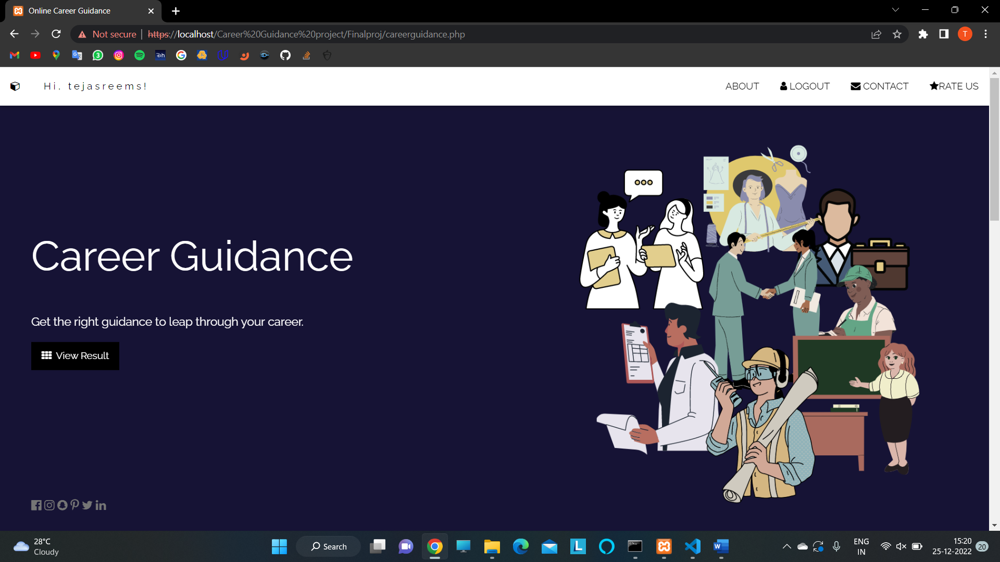 Online Career Guidance
Not secure | https://localhost/Career%20Guidance%20project/Finalproj/careerguidance.php
T
3
Hi, tejasreems!
ABOUT LOGOUT CONTACT RATE US
Career Guidance
Get the right guidance to leap through your career.
View Result
28°C
Cloudy
Search
ENG
IN
15:20
25-12-2022
20